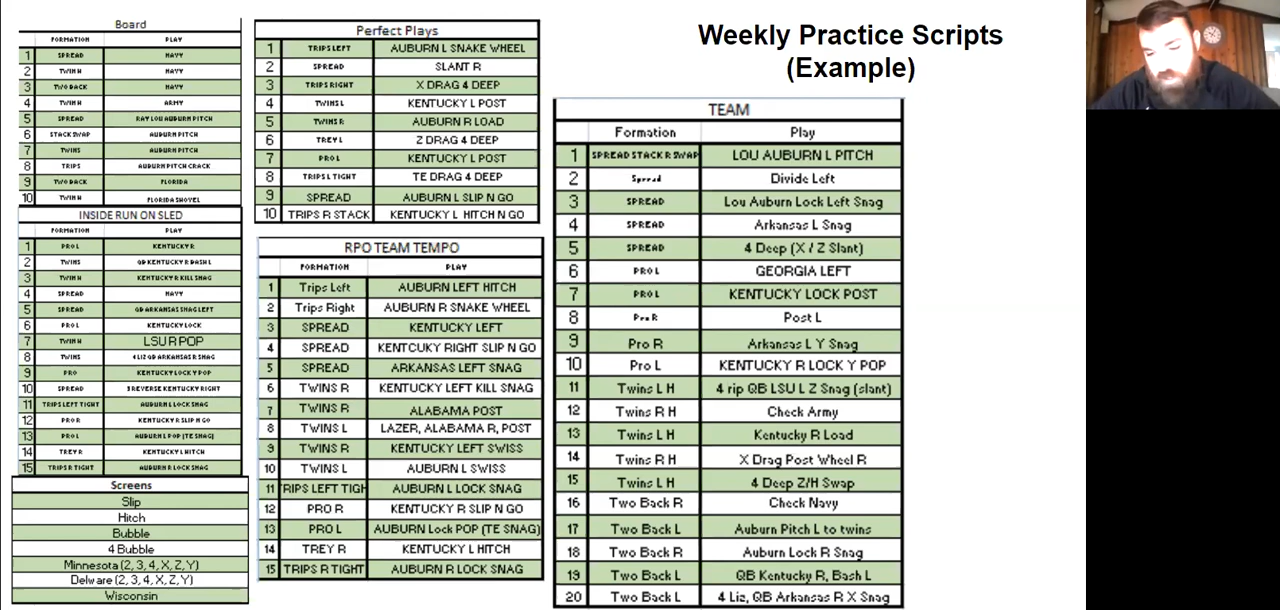 Board
FORMATION PLAY
1 SPREAD NAVY
2 TWIN H NAVY
3 TWO BACK NAVY
4 TWIN H ARMY
5 SPREAD RAY LOU AUBURN PITCH
6 STACK SWAP AUBURN PITCH
7 TWINS AUBURN PITCH
8 TRIPS AUBURN PITCH CRACK
9 TWO BACK FLORIDA
10 TWIN H FLORIDA SHOVEL
INSIDE RUN ON SLED
FORMATION PLAY
1 PRO L KENTUCKY R
2 TWINS QB KENTUCKY R BASH L
3 TWIN H KENTUCKY R KILL SNAG
4 SPREAD NAVY
5 SPREAD QB ARKANSAS SNAG LEFT
6 PRO L KENTUCKY LOCK
7 TWIN H LSU R POP
8 TWINS 4 LIZ QB ARKANSAS R SNAG
9 PRO KENTUCKY LOCK Y POP
10 SPREAD 3 REVERSE KENTUCKY RIGHT
11 TRIPS LEFT TIGHT AUBURN L LOCK SNAG
12 PRO R KENTUCKY R SLIP N GO
13 PRO L AUBURN L POP (TE SNAG)
14 TREY R KENTUCKY L HITCH
15 TRIPS R TIGHT AUBURN R LOCK SNAG
Screens
Slip
Hitch
Bubble
4 Bubble
Minnesota (2, 3, 4, X, Z, Y)
Delware (2, 3, 4, X, Z, Y)
Wisconsin
Perfect Plays
1 TRIPS LEFT AUBURN L SNAKE WHEEL
2 SPREAD SLANT R
3 TRIPS RIGHT X DRAG 4 DEEP
4 TWINS L KENTUCKY L POST
5 TWINS R AUBURN R LOAD
6 TREY L Z DRAG 4 DEEP
7 PRO L KENTUCKY L POST
8 TRIPS L TIGHT TE DRAG 4 DEEP
9 SPREAD AUBURN L SLIP N GO
10 TRIPS R STACK KENTUCKY L HITCH N GO
RPO TEAM TEMPO
FORMATION PLAY
1 Trips Left AUBURN LEFT HITCH
2 Trips Right AUBURN R SNAKE WHEEL
3 SPREAD KENTUCKY LEFT
4 SPREAD KENTCUKY RIGHT SLIP N GO
5 SPREAD ARKANSAS LEFT SNAG
6 TWINS R KENTUCKY LEFT KILL SNAG
7 TWINS R ALABAMA POST
8 TWINS L LAZER, ALABAMA R, POST
9 TWINS R KENTUCKY LEFT SWISS
10 TWINS L AUBURN L SWISS
11 TRIPS LEFT TIGH AUBURN L LOCK SNAG
12 PRO R KENTUCKY R SLIP N GO
13 PRO L AUBURN Lock POP (TE SNAG)
14 TREY R KENTUCKY L HITCH
15 TRIPS R TIGHT AUBURN R LOCK SNAG
Weekly Practice Scripts
(Example)
TEAM
Formation Play
1 SPREAD STACK R SWAP LOU AUBURN L PITCH
2 Spread Divide Left
3 SPREAD Lou Auburn Lock Left Snag
4 SPREAD Arkansas L Snag
5 SPREAD 4 Deep (X / Z Slant)
6 PRO L GEORGIA LEFT
7 PRO L KENTUCKY LOCK POST
8 Pro R Post L
9 Pro R Arkansas L Y Snag
10 Pro L KENTUCKY R LOCK Y POP
11 Twins L H 4 rip QB LSU L Z Snag (slant)
12 Twins R H Check Army
13 Twins L H Kentucky R Load
14 Twins R H X Drag Post Wheel R
15 Twins L H 4 Deep Z/H Swap
16 Two Back R Check Navy
17 Two Back L Auburn Pitch L to twins
18 Two Back R Auburn Lock R Snag
19 Two Back L QB Kentucky R, Bash L
20 Two Back L 4 Liz, QB Arkansas R X Snag